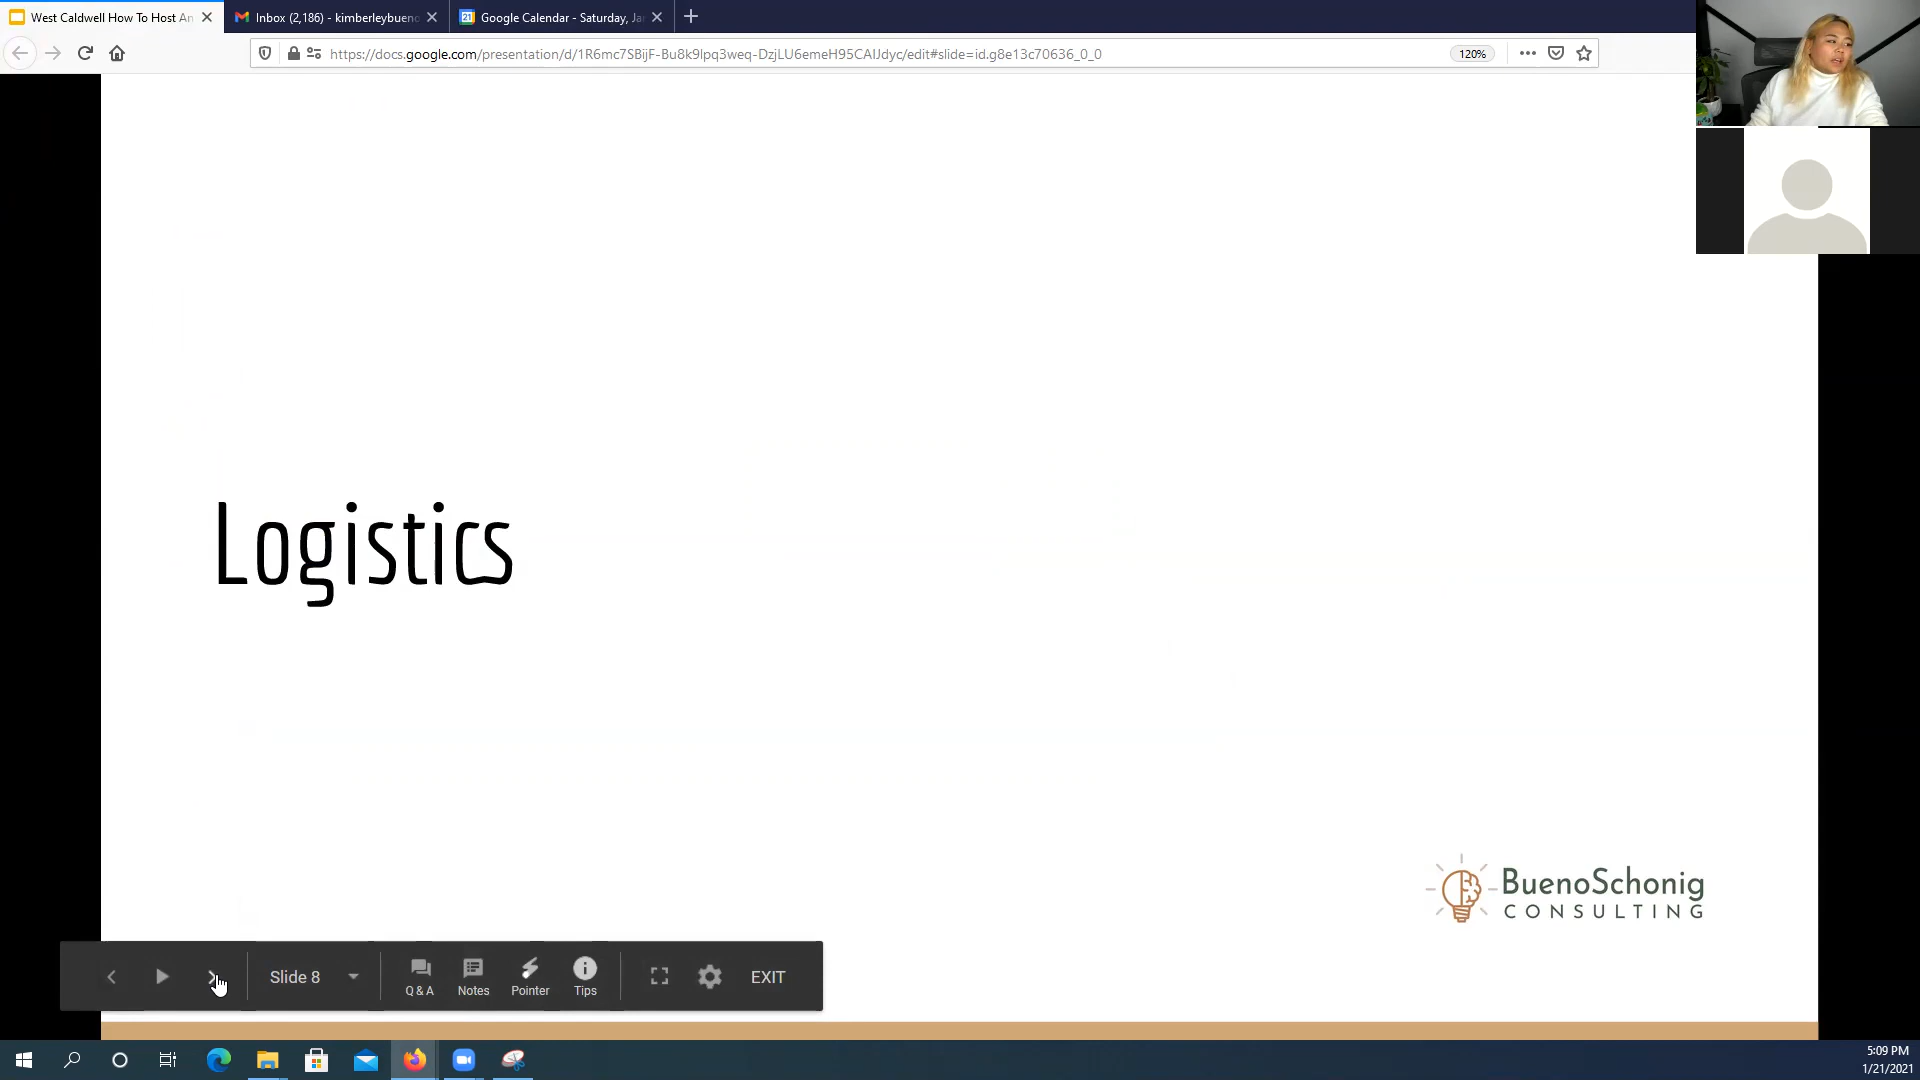 West Caldwell How To Host An
Inbox (2,186) - kimberleybueno
21
Google Calendar - Saturday, Ja
https://docs.google.com/presentation/d/1R6mc7SBijF-Bu8k9lpq3weq-DzjLU6emeH95CAIJdyc/edit#slide=id.g8e13c70636_0_0
120%
Logistics
BuenoSchonig
CONSULTING
Slide 8
Q & A
Notes
Pointer
Tips
EXIT
5:09 PM
1/21/2021